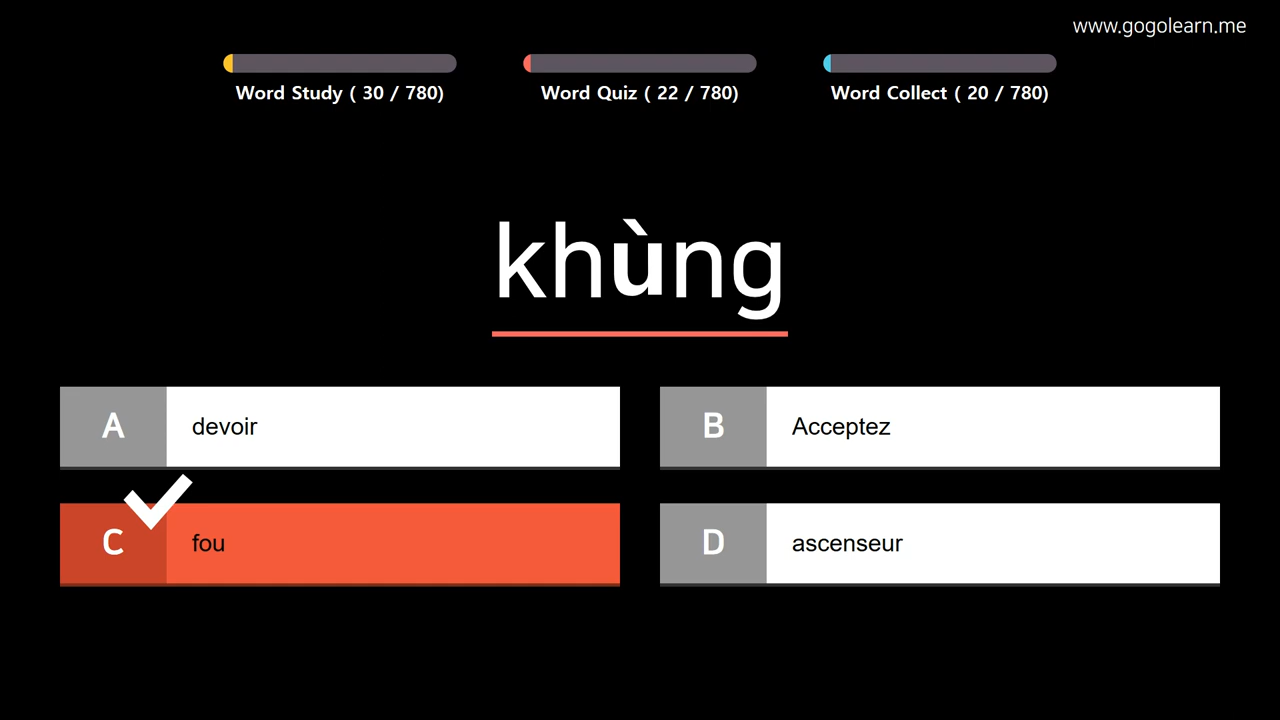 www.gogolearn.me
Word Study ( 30 / 780)
Word Quiz ( 22 / 780)
Word Collect ( 20 / 780)
khùng
A devoir
B Acceptez
C fou
D ascenseur